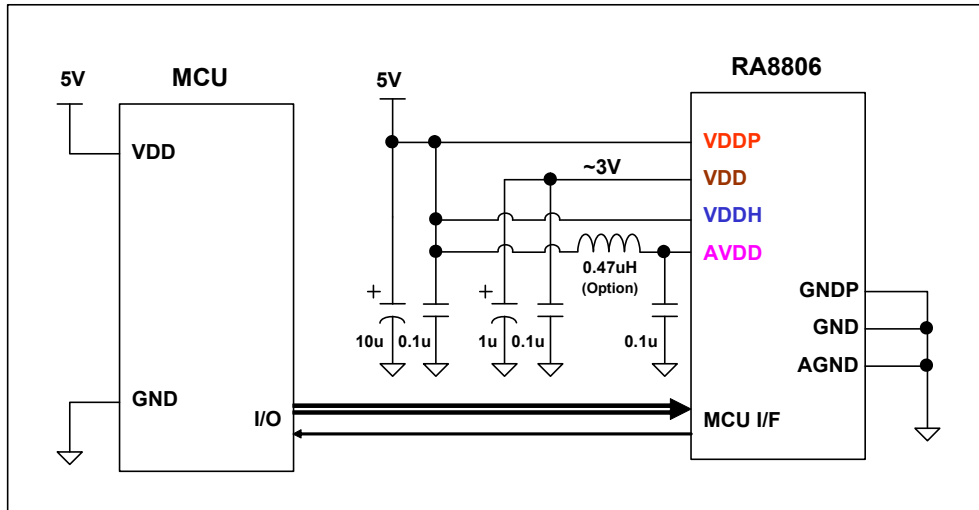 5V
MCU
VDD
GND
I/O
5V
~3V
0.47uH
(Option)
+
10u
0.1u
+
1u
0.1u
0.1u
RA8806
VDDP
VDD
VDDH
AVDD
GNDP
GND
AGND
MCU I/F